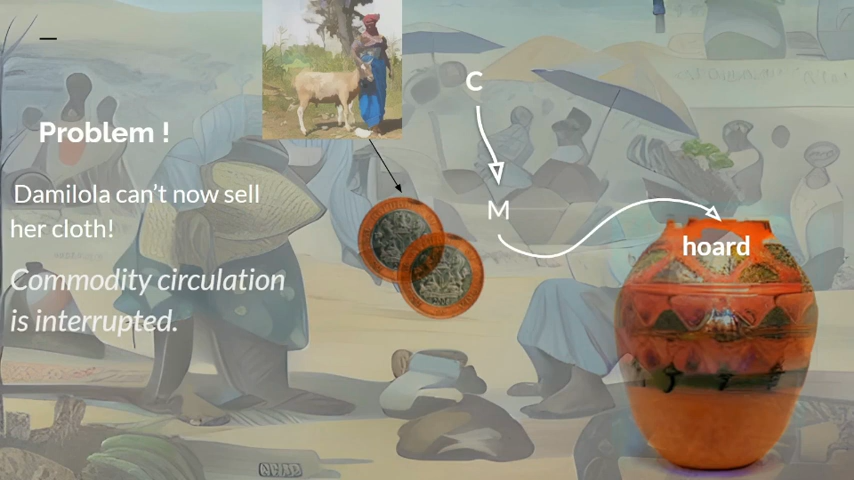 Problem !
Damilola can't now sell
her cloth!
Commodity circulation
is interrupted.
C
M
hoard